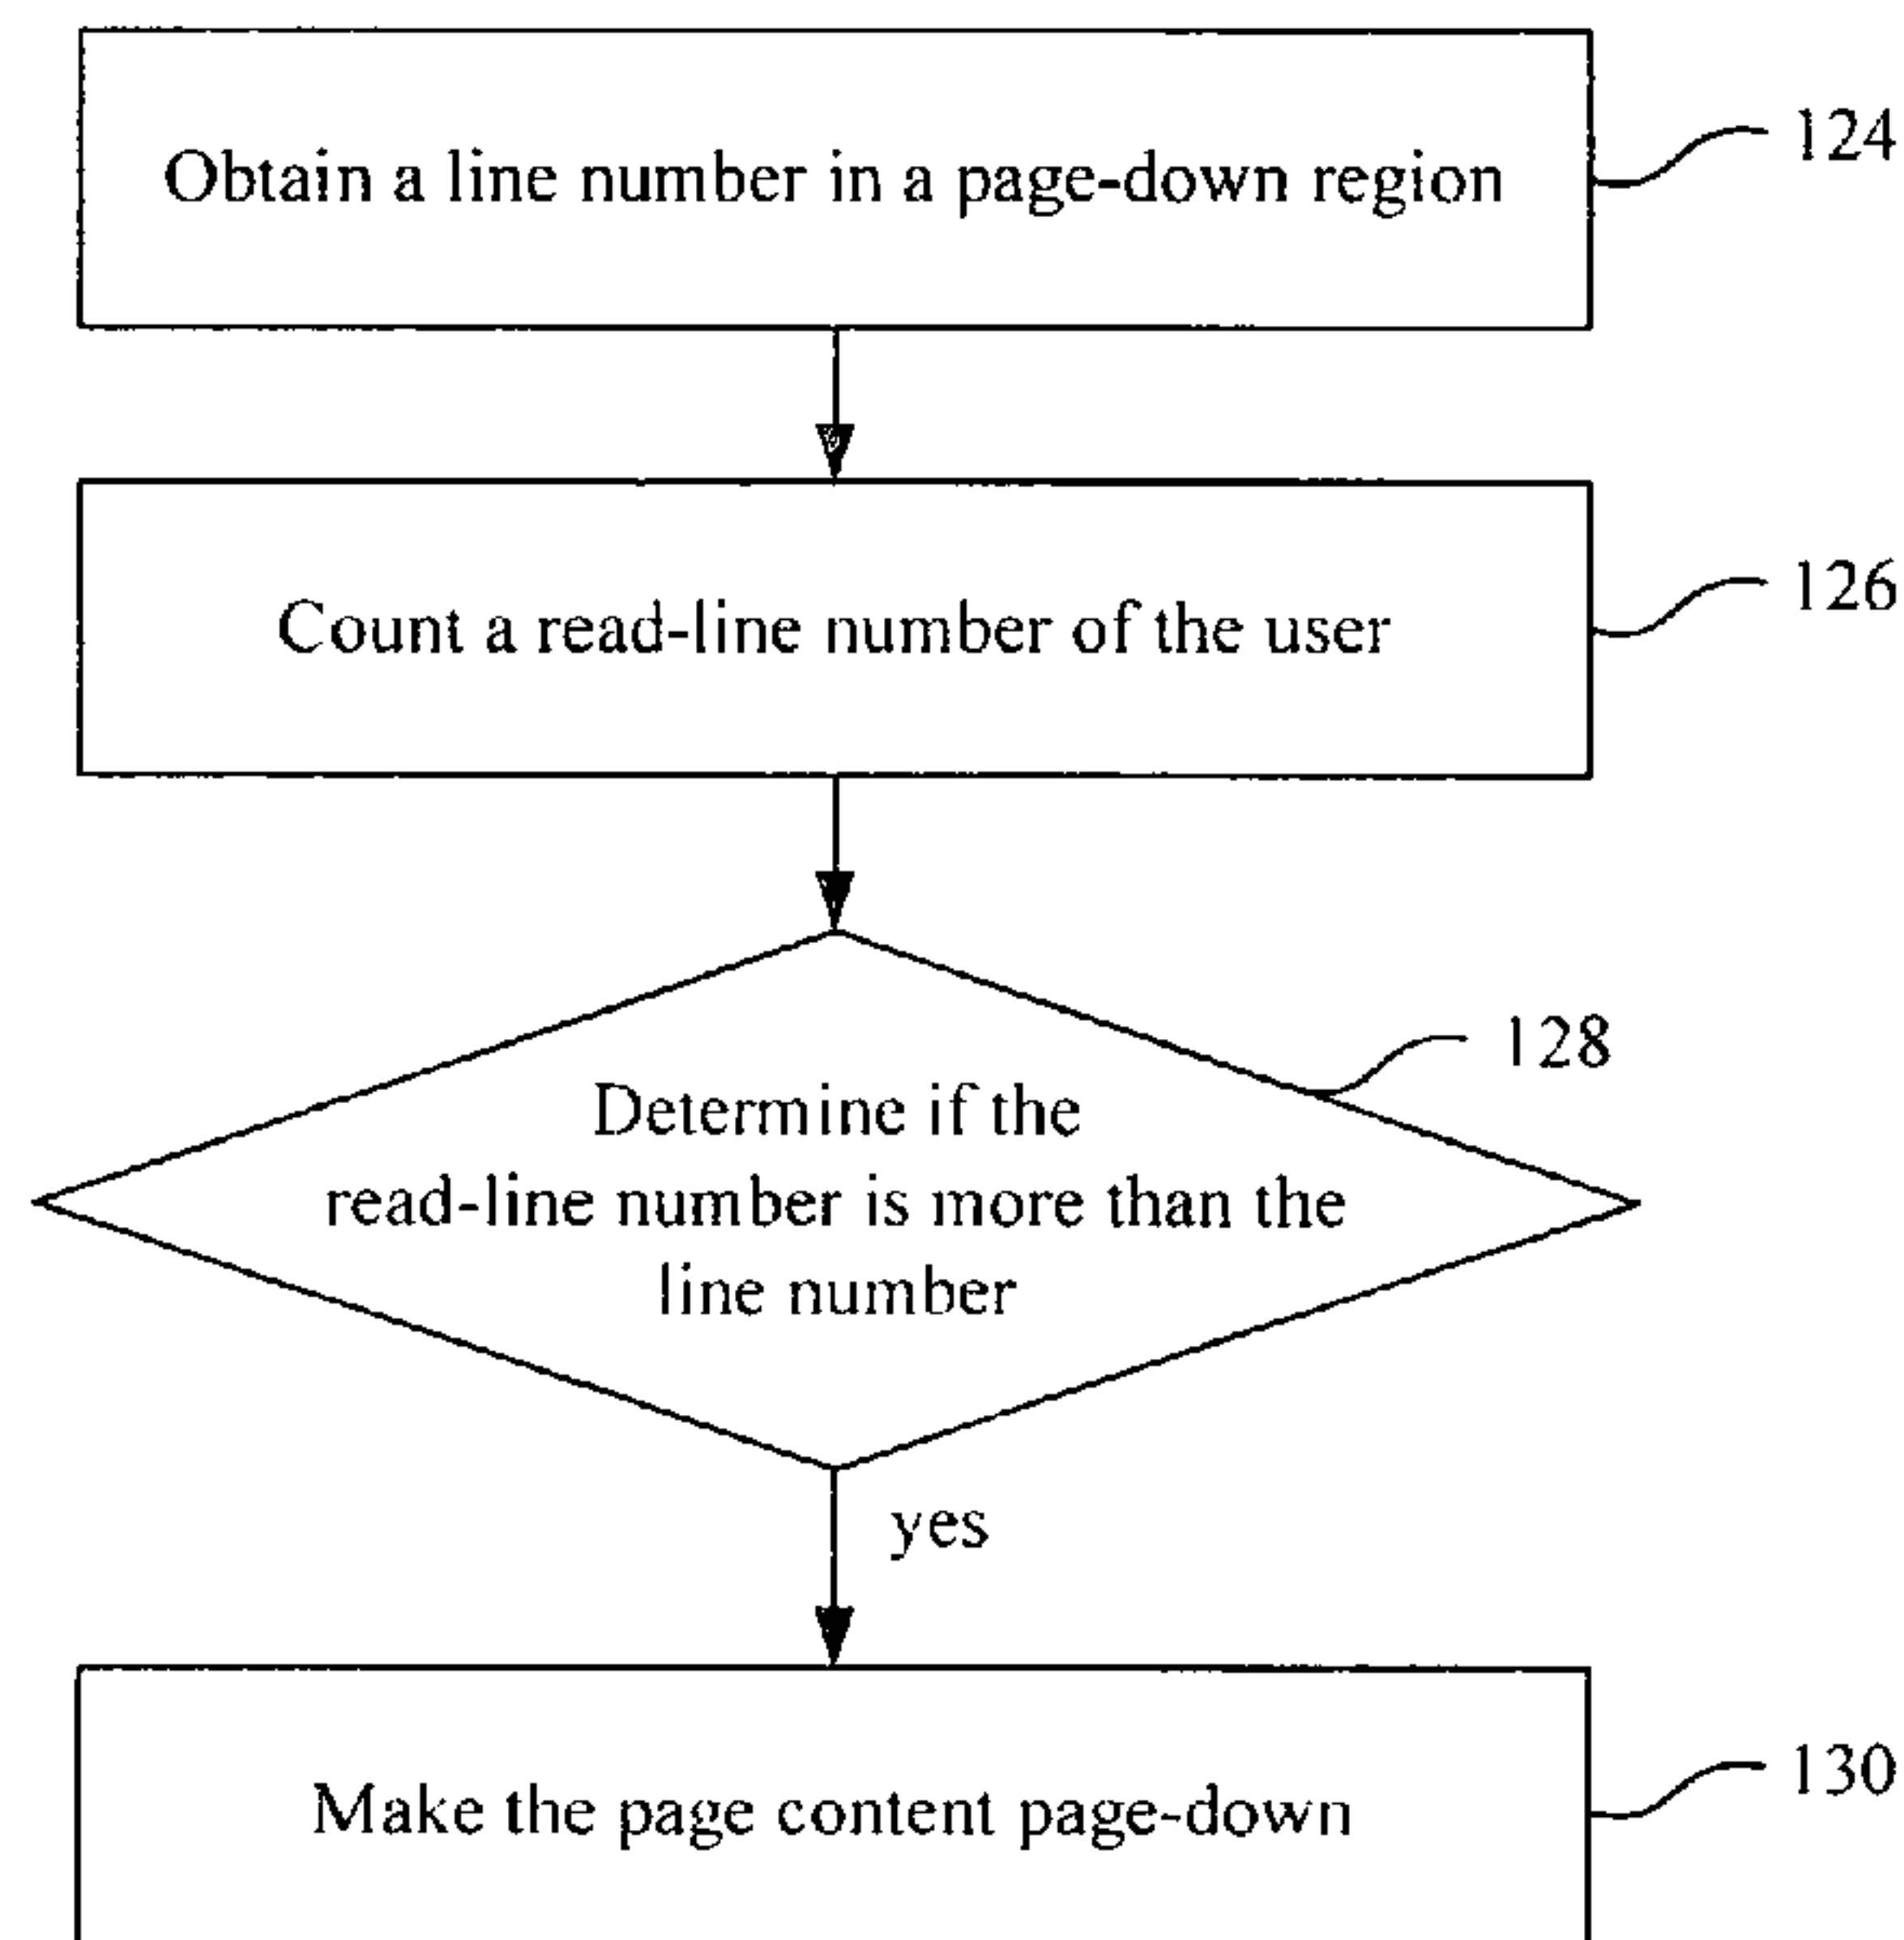 Obtain a line number in a page-down region
124
Count a read-line number of the user
126
128
Determine if the
read-line number is more than the
line number
yes
Make the page content page-down
130